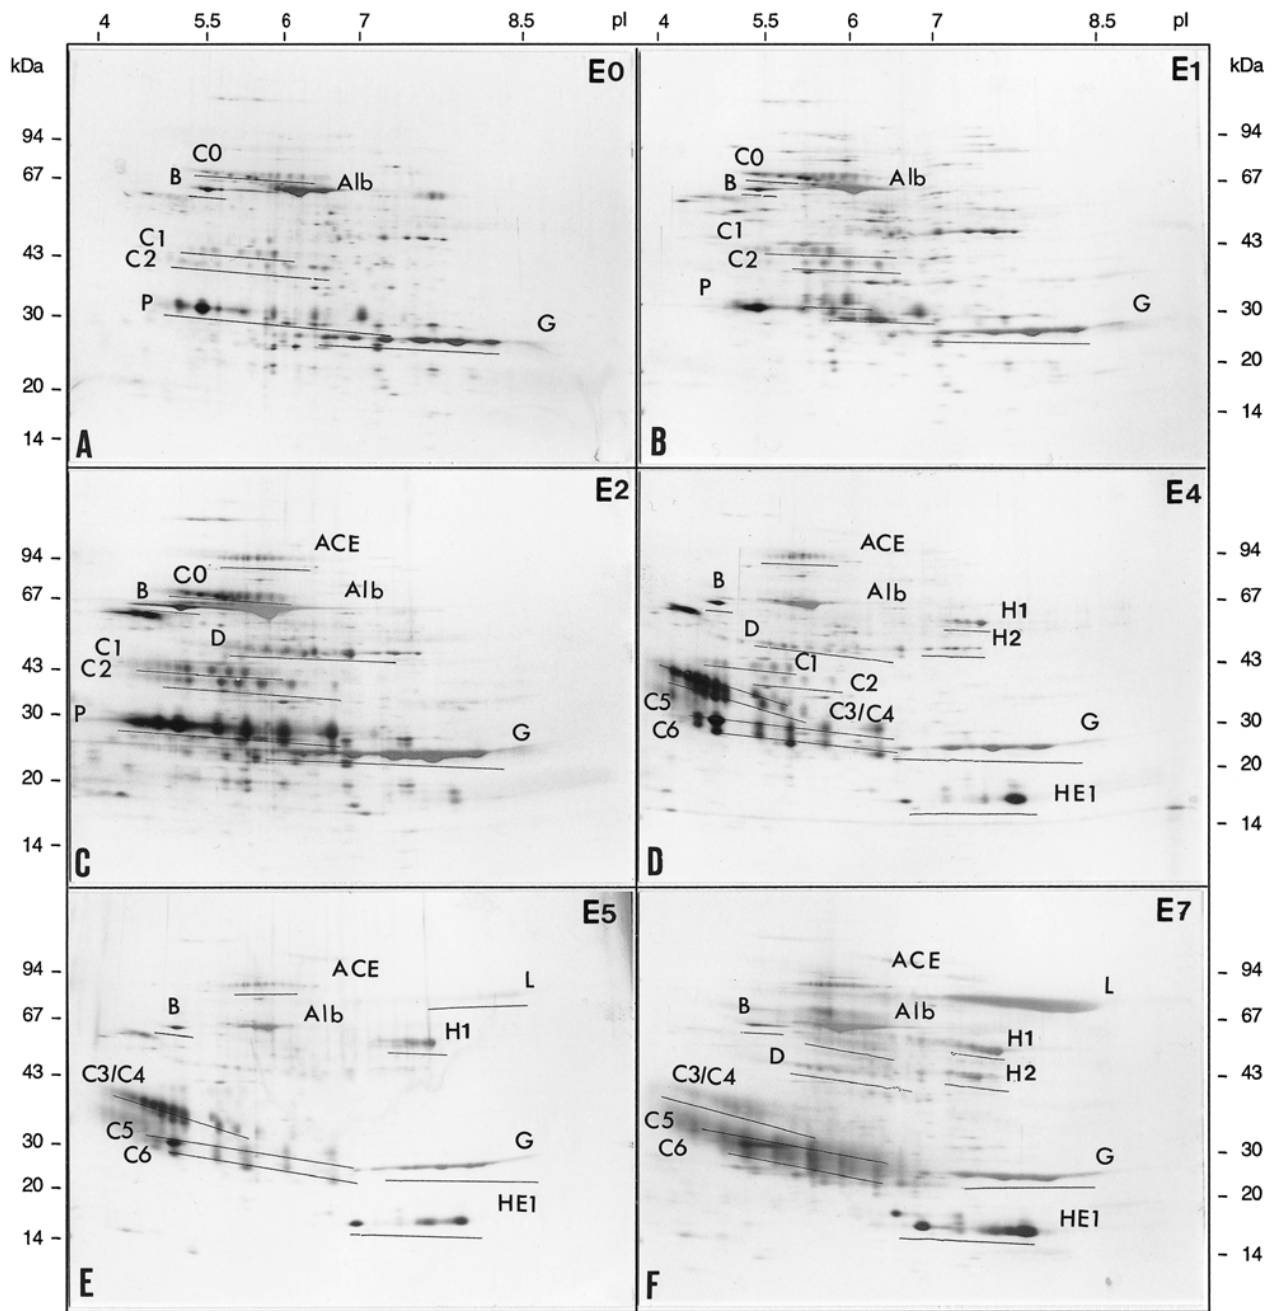 4 5.5 6 7 8.5 pI 4 5.5 6 7 8.5 pI
kDa E0 E1 kDa
94 94
C0 C0
67 67
B Alb B Alb
C1 C1
43 43
C2 C2
P P
30 G 30 G
20 20
14 A B 14
E2 E4
ACE ACE
94 94
C0
67 B Alb B Alb 67
H1
D D H2
C1 43
43 C1
C2 C2
C5 C3/C4
30 P G C6 G 30
20 20
HE1
14 14
C D
E5 E7
ACE ACE
94 L L 94
B Alb B Alb
67 67
H1 H1
D
43 C3/C4 C3/C4 H2 43
C5 C5
30 C6 G C6 G 30
20 20
HE1 HE1
14 14
E F